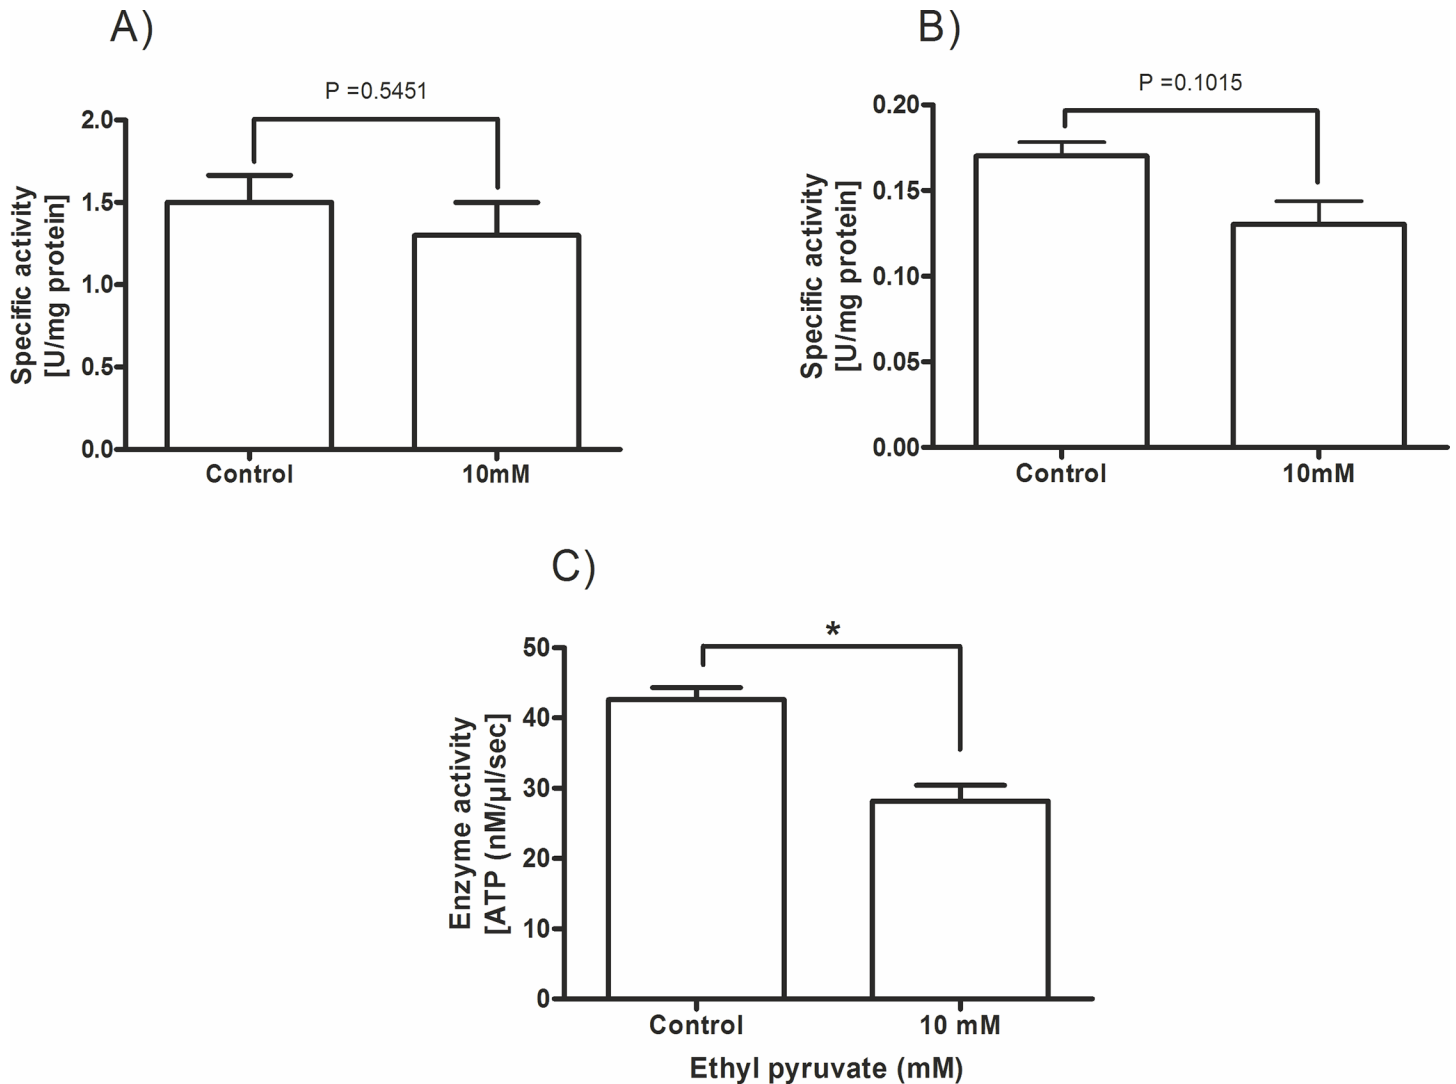 A)
P =0.5451
Specific activity
[U/mg protein]
2.0
1.5
1.0
0.5
0.0
Control
10mM
B)
P =0.1015
Specific activity
[U/mg protein]
0.20
0.15
0.10
0.05
0.00
Control
10mM
C)
*
Enzyme activity
[ATP (nM/µl/sec]
50
40
30
20
10
0
Control
10 mM
Ethyl pyruvate (mM)